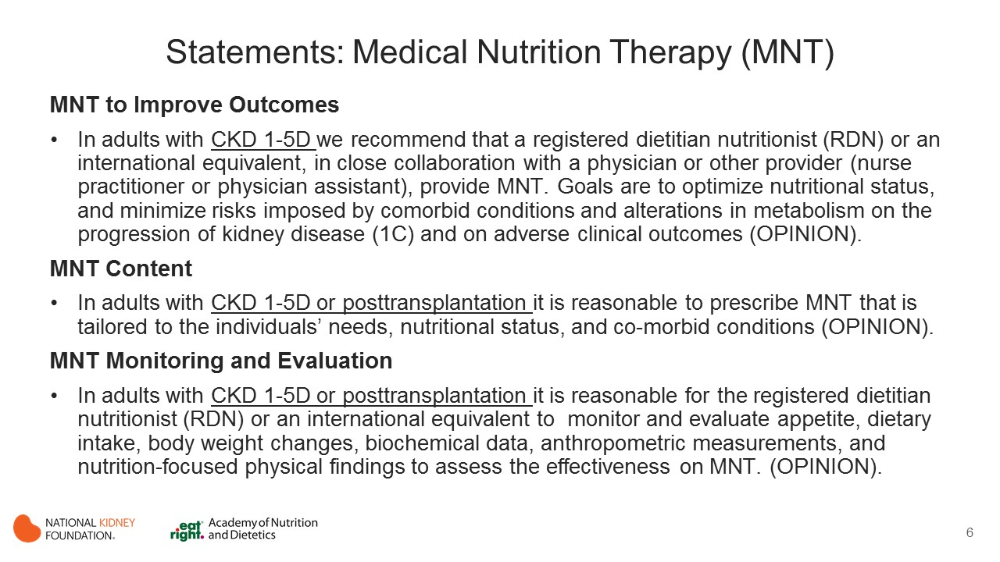 Statements: Medical Nutrition Therapy (MNT)
MNT to Improve Outcomes
• In adults with CKD 1-5D we recommend that a registered dietitian nutritionist (RDN) or an
international equivalent, in close collaboration with a physician or other provider (nurse
practitioner or physician assistant), provide MNT. Goals are to optimize nutritional status,
and minimize risks imposed by comorbid conditions and alterations in metabolism on the
progression of kidney disease (1C) and on adverse clinical outcomes (OPINION).
MNT Content
• In adults with CKD 1-5D or posttransplantation it is reasonable to prescribe MNT that is
tailored to the individuals’ needs, nutritional status, and co-morbid conditions (OPINION).
MNT Monitoring and Evaluation
• In adults with CKD 1-5D or posttransplantation it is reasonable for the registered dietitian
nutritionist (RDN) or an international equivalent to  monitor and evaluate appetite, dietary
intake, body weight changes, biochemical data, anthropometric measurements, and
nutrition-focused physical findings to assess the effectiveness on MNT. (OPINION).
NATIONAL KIDNEY
FOUNDATION®
eat®
right.
Academy of Nutrition
and Dietetics
6